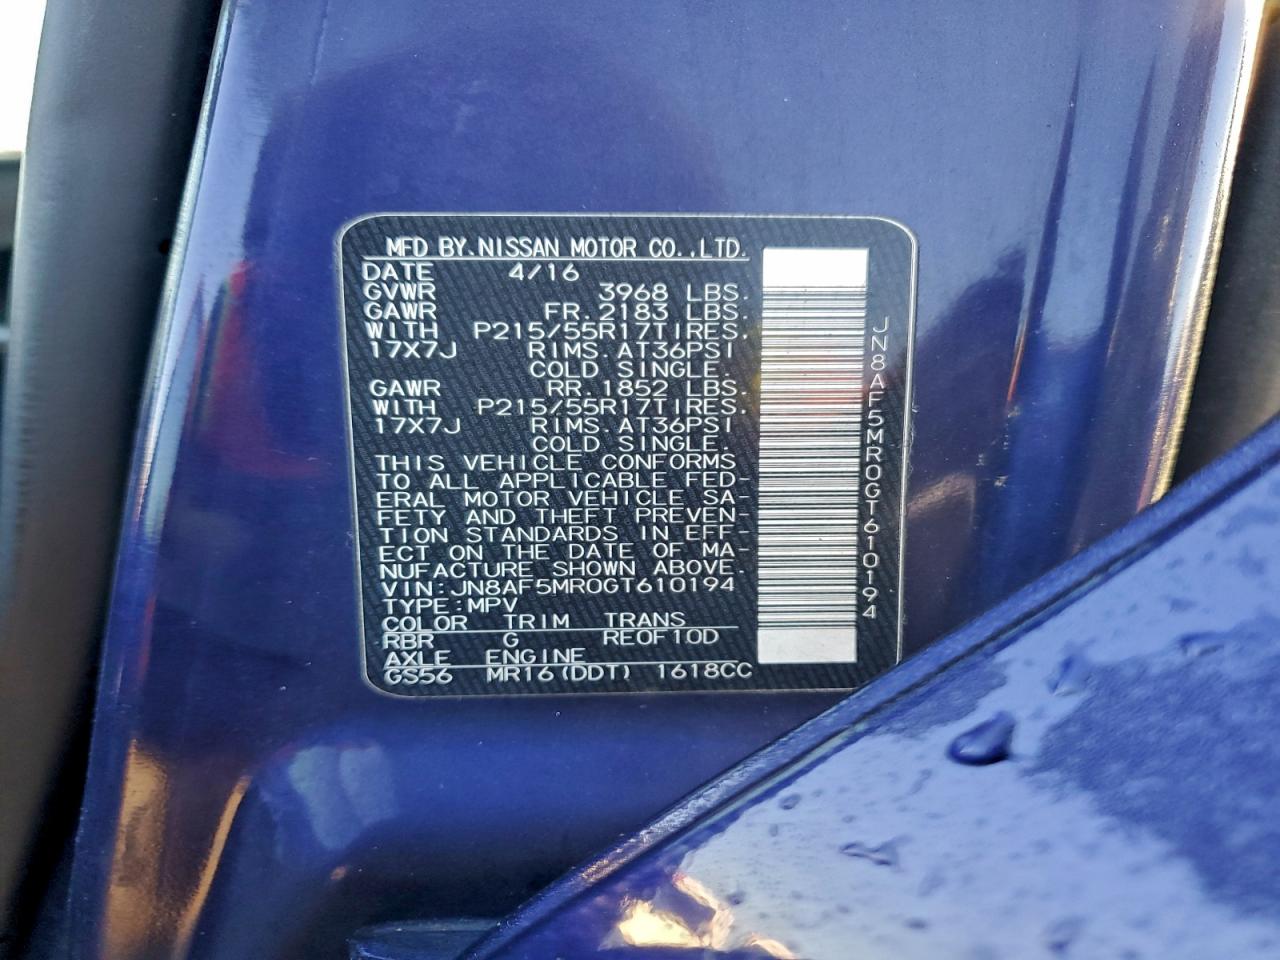 MFD BY.NISSAN MOTOR CO.,LTD.
DATE 4/16
GVWR 3968 LBS.
GAWR FR. 2183 LBS.
WITH P215/55R17TIRES.
17X7J RIMS. AT36PSI
COLD SINGLE.
GAWR RR. 1852 LBS.
WITH P215/55R17TIRES.
17X7J RIMS. AT36PSI
COLD SINGLE.
THIS VEHICLE CONFORMS
TO ALL APPLICABLE FED-
ERAL MOTOR VEHICLE SA-
FETY AND THEFT PREVEN-
TION STANDARDS IN EFF-
ECT ON THE DATE OF MA-
NUFACTURE SHOWN ABOVE.
VIN:JN8AF5MR0GT610194
TYPE:MPV
COLOR TRIM TRANS
RBR G RE0F10D
AXLE ENGINE
GS56 MR16(DDT) 1618CC
JN8AF5MR0GT610194